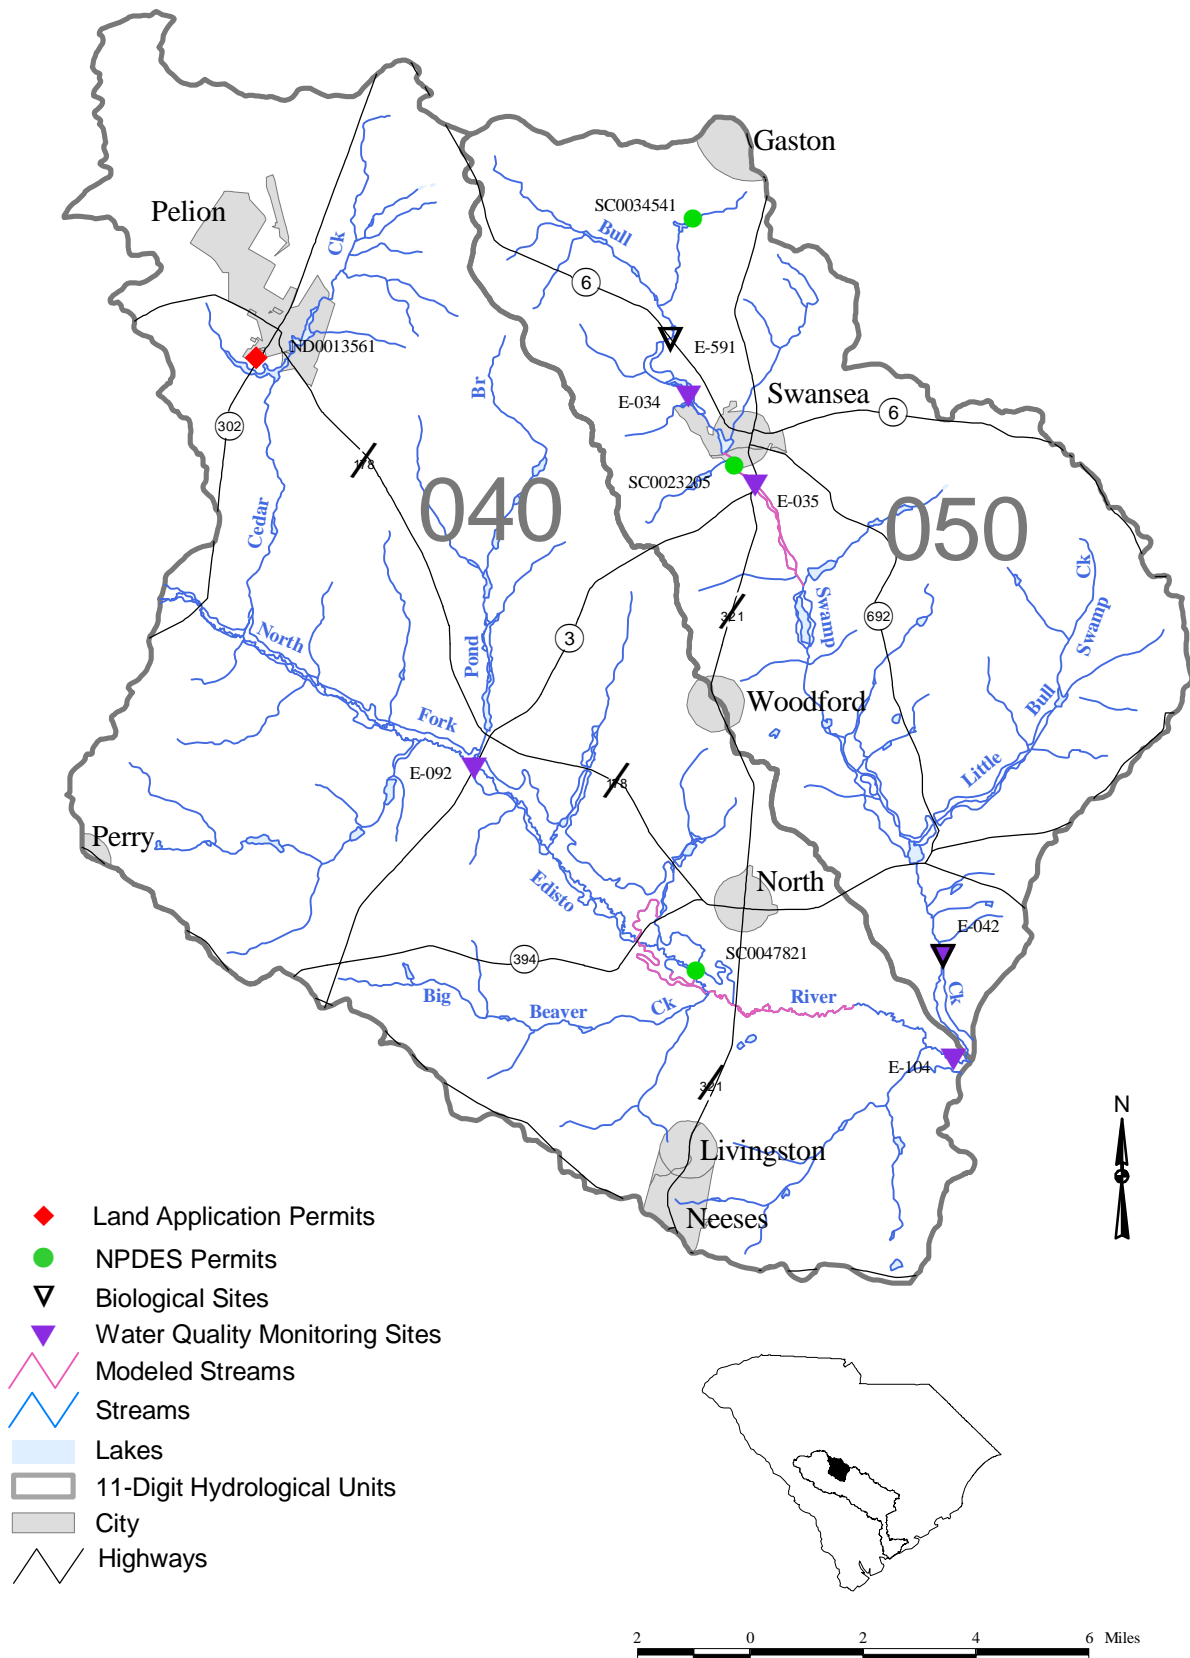 Gaston
SC0034541
Pelion
Bull
Ck
6
ND0013561
E-591
Br
E-034
Swansea
302
6
178
SC0023205
E-035
040
050
Cedar
Ck
Swamp
321
692
Swamp
North
3
Pond
Bull
Woodford
Fork
Little
E-092
178
Perry
North
Edisto
E-042
SC0047821
394
Big
River
Ck
Beaver
Ck
E-104
321
N
Livingston
Neeses
Land Application Permits
NPDES Permits
Biological Sites
Water Quality Monitoring Sites
Modeled Streams
Streams
Lakes
11-Digit Hydrological Units
City
Highways
2 0 2 4 6 Miles